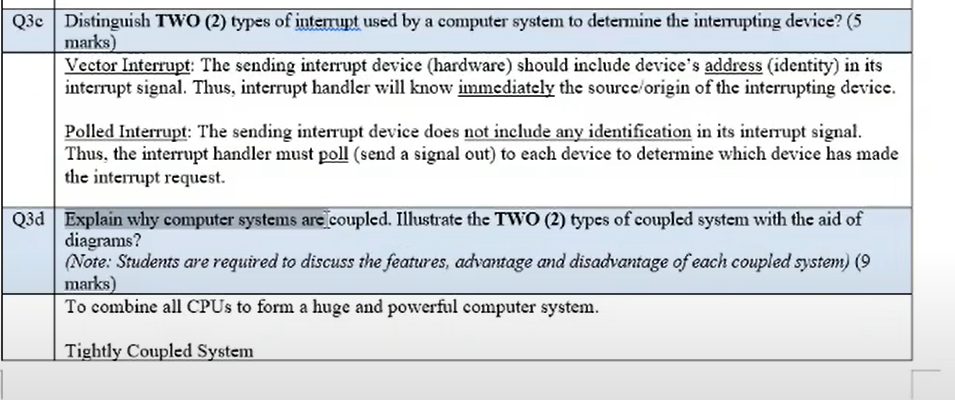 Q3c Distinguish TWO (2) types of interrupt used by a computer system to determine the interrupting device? (5
marks)
Vector Interrupt: The sending interrupt device (hardware) should include device's address (identity) in its
interrupt signal. Thus, interrupt handler will know immediately the source/origin of the interrupting device.
Polled Interrupt: The sending interrupt device does not include any identification in its interrupt signal.
Thus, the interrupt handler must poll (send a signal out) to each device to determine which device has made
the interrupt request.
Q3d Explain why computer systems are coupled. Illustrate the TWO (2) types of coupled system with the aid of
diagrams?
(Note: Students are required to discuss the features, advantage and disadvantage of each coupled system) (9
marks)
To combine all CPUs to form a huge and powerful computer system.
Tightly Coupled System